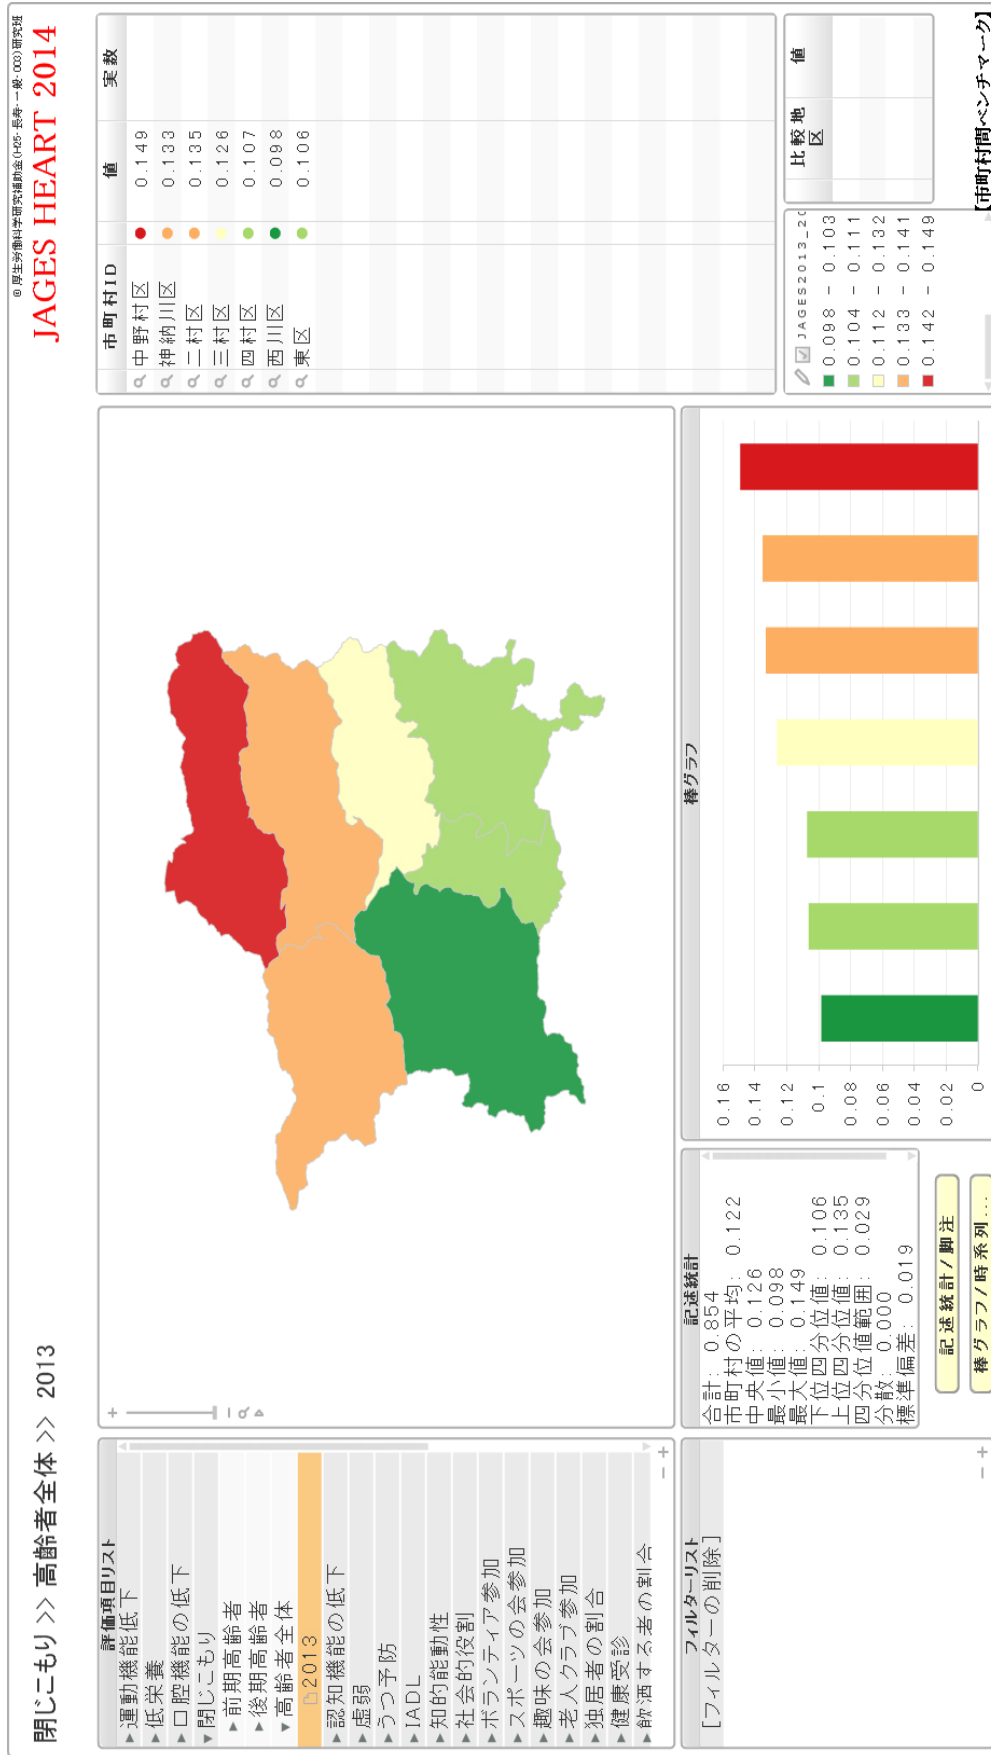 閉じこもり >> 高齢者全体 >> 2013
© 厚生労働科学研究補助金(H25-長寿-一般-003)研究班
JAGES HEART 2014
評価項目リスト
▶運動機能低下
▶低栄養
▶口腔機能の低下
▼閉じこもり
▶前期高齢者
▶後期高齢者
▼高齢者全体
2013
▶認知機能の低下
▶虚弱
▶うつ予防
▶IADL
▶知的能動性
▶社会的役割
▶ボランティア参加
▶スポーツの会参加
▶趣味の会参加
▶老人クラブ参加
▶独居者の割合
▶健康受診
▶飲酒する者の割合
− +
フィルターリスト
[フィルターの削除]
− +
+
−
市町村ID 値 実数
中野村区 0.149
神納川区 0.133
二村区 0.135
三村区 0.126
四村区 0.107
西川区 0.098
東区 0.106
記述統計
合計: 0.854
市町村の平均: 0.122
中央値: 0.126
最小値: 0.098
最大値: 0.149
下位四分位値: 0.106
上位四分位値: 0.135
四分位値範囲: 0.029
分散: 0.000
標準偏差: 0.019
記述統計/脚注
棒グラフ/時系列...
棒グラフ
0.16
0.14
0.12
0.1
0.08
0.06
0.04
0.02
0
JAGES2013_20
0.098 − 0.103
0.104 − 0.111
0.112 − 0.132
0.133 − 0.141
0.142 − 0.149
比較地区 値
【市町村間ベンチマーク】